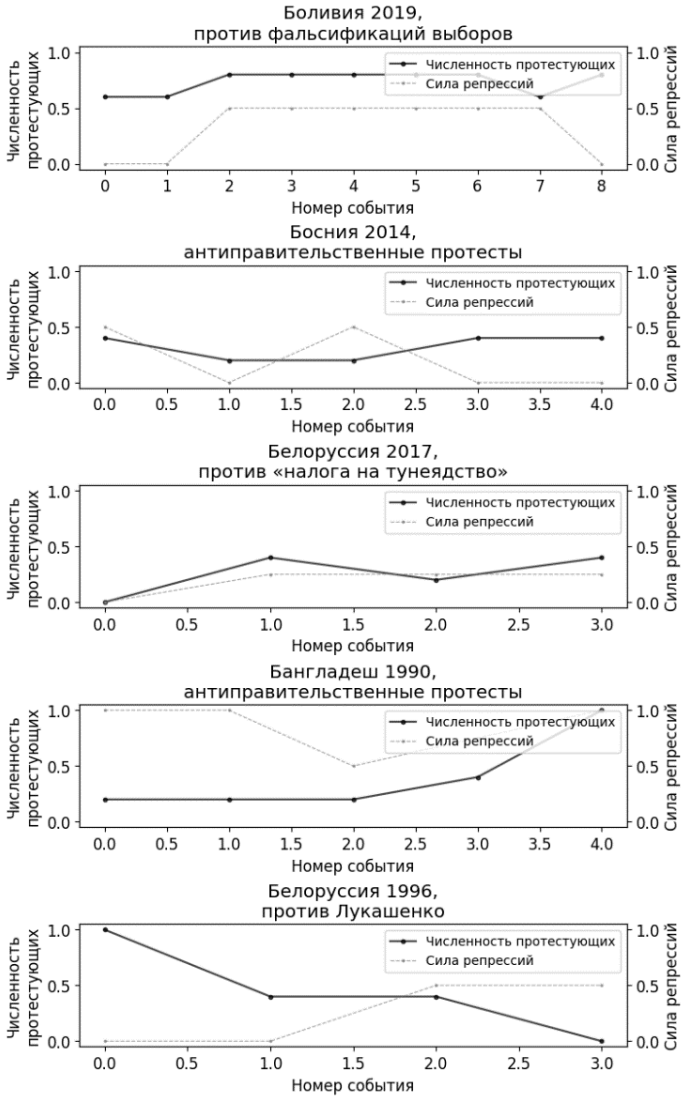 Боливия 2019,
против фальсификаций выборов
1.0 1.0
Численность протестующих
Сила репрессий
0.5 0.5
0.0 0.0
Численность
протестующих
Сила репрессий
0 1 2 3 4 5 6 7 8
Номер события
Босния 2014,
антиправительственные протесты
1.0 1.0
Численность протестующих
Сила репрессий
0.5 0.5
0.0 0.0
Численность
протестующих
Сила репрессий
0.0 0.5 1.0 1.5 2.0 2.5 3.0 3.5 4.0
Номер события
Белоруссия 2017,
против «налога на тунеядство»
1.0 1.0
Численность протестующих
Сила репрессий
0.5 0.5
0.0 0.0
Численность
протестующих
Сила репрессий
0.0 0.5 1.0 1.5 2.0 2.5 3.0
Номер события
Бангладеш 1990,
антиправительственные протесты
1.0 1.0
Численность протестующих
Сила репрессий
0.5 0.5
0.0 0.0
Численность
протестующих
Сила репрессий
0.0 0.5 1.0 1.5 2.0 2.5 3.0 3.5 4.0
Номер события
Белоруссия 1996,
против Лукашенко
1.0 1.0
Численность протестующих
Сила репрессий
0.5 0.5
0.0 0.0
Численность
протестующих
Сила репрессий
0.0 0.5 1.0 1.5 2.0 2.5 3.0
Номер события